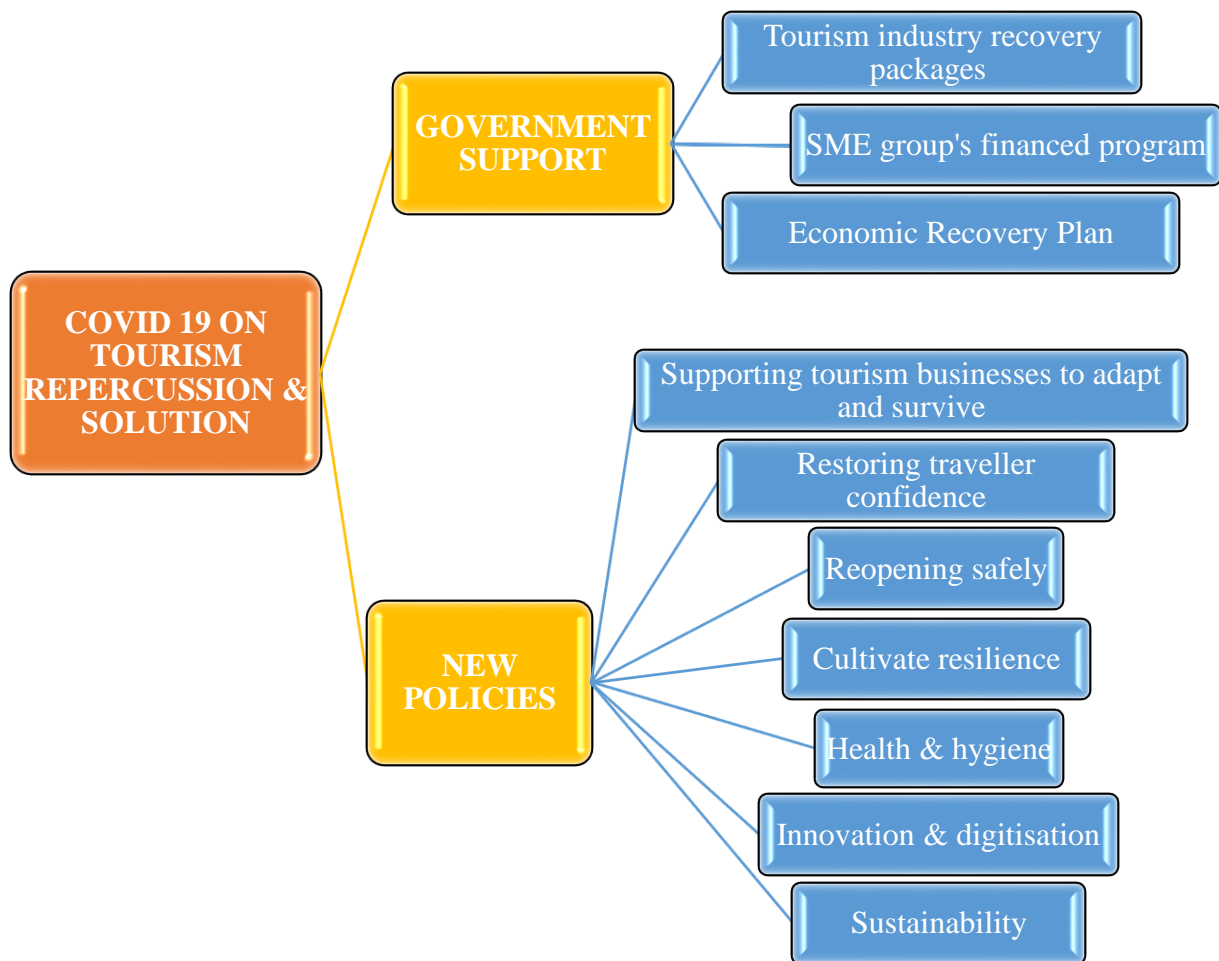 COVID 19 ON
TOURISM
REPERCUSSION &
SOLUTION
GOVERNMENT
SUPPORT
Tourism industry recovery
packages
SME group's financed program
Economic Recovery Plan
NEW
POLICIES
Supporting tourism businesses to adapt
and survive
Restoring traveller
confidence
Reopening safely
Cultivate resilience
Health & hygiene
Innovation & digitisation
Sustainability